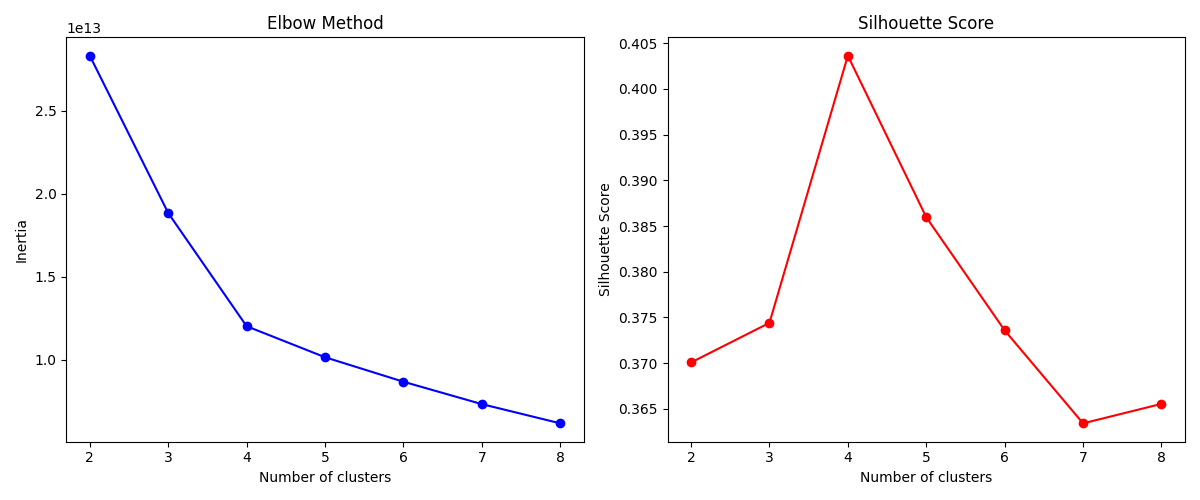 Elbow Method
1e13
2.5
2.0
1.5
1.0
Inertia
2 3 4 5 6 7 8
Number of clusters
Silhouette Score
0.405
0.400
0.395
0.390
0.385
0.380
0.375
0.370
0.365
Silhouette Score
2 3 4 5 6 7 8
Number of clusters